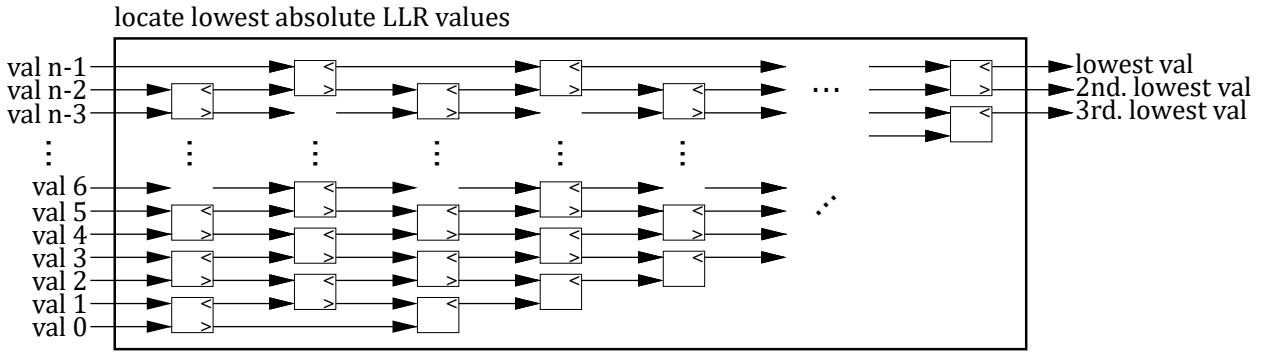 locate lowest absolute LLR values
val n-1
val n-2
val n-3
⋮
val 6
val 5
val 4
val 3
val 2
val 1
val 0
< < < <
< > < > < > < > < > ... >
> > > <
⋮ ⋮ ⋮ ⋮ ⋮ ⋮
< <
< > < > <
> < > < >
< > < > <
> < > <
< > < >
>
lowest val
2nd. lowest val
3rd. lowest val